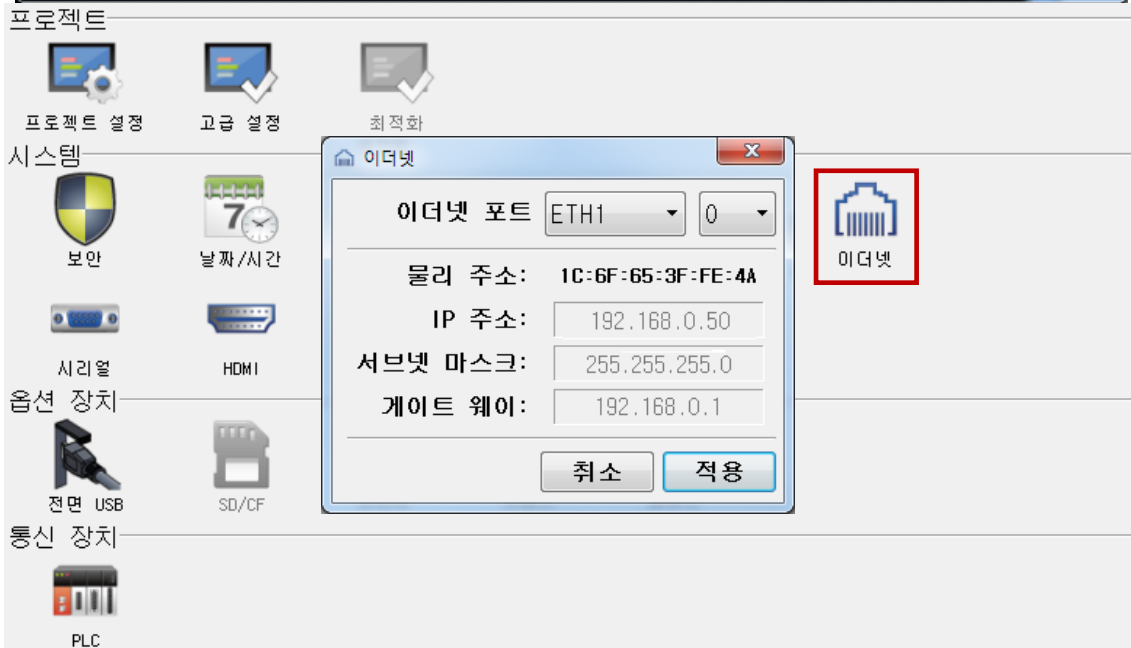 프로젝트
프로젝트 설정
고급 설정
최적화
시스템
보안
날짜/시간
이더넷
시리얼
HDMI
옵션 장치
전면 USB
SD/CF
통신 장치
PLC
이더넷
이더넷 포트 ETH1 0
물리 주소: 1C:6F:65:3F:FE:4A
IP 주소: 192.168.0.50
서브넷 마스크: 255.255.255.0
게이트 웨이: 192.168.0.1
취소 적용